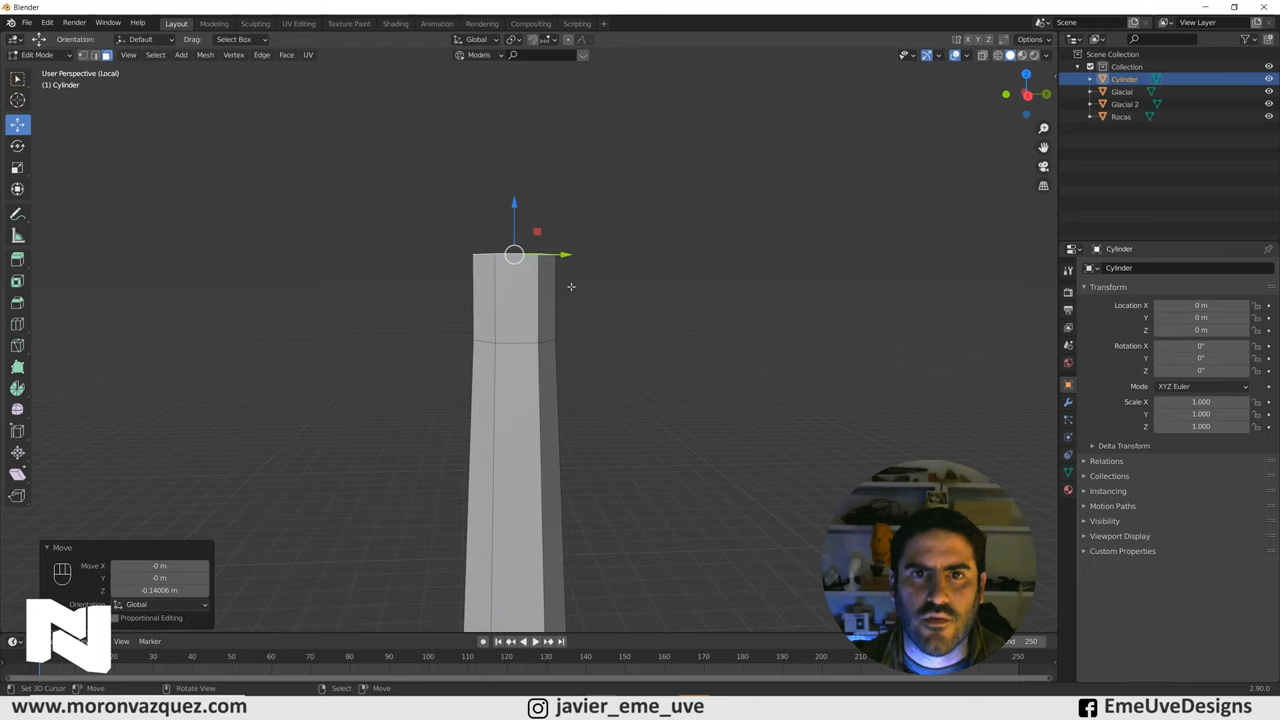 Blender
File Edit Render Window Help Layout Modeling Sculpting UV Editing Texture Paint Shading Animation Rendering Compositing Scripting + Scene View Layer
Orientation: Default Drag: Select Box Global X Y Z Options
Edit Mode View Select Add Mesh Vertex Edge Face UV Models
User Perspective (Local)
(1) Cylinder
Scene Collection
Collection
Cylinder
Glacial
Glacial 2
Rocas
Cylinder
Cylinder
Transform
Location X 0 m
Y 0 m
Z 0 m
Rotation X 0°
Y 0°
Z 0°
Mode XYZ Euler
Scale X 1.000
Y 1.000
Z 1.000
Delta Transform
Relations
Collections
Instancing
Motion Paths
Visibility
Viewport Display
Custom Properties
Move
Move X -0 m
Y -0 m
Z -0.14006 m
Orientation Global
Proportional Editing
N
View Marker 250
20 30 40 50 60 70 80 90 100 110 120 130 140 150 160 170 180 190 200 250
Set 3D Cursor Move Rotate View Select Move 2.90.0
www.moronvazquez.com javier_eme_uve EmeUveDesigns